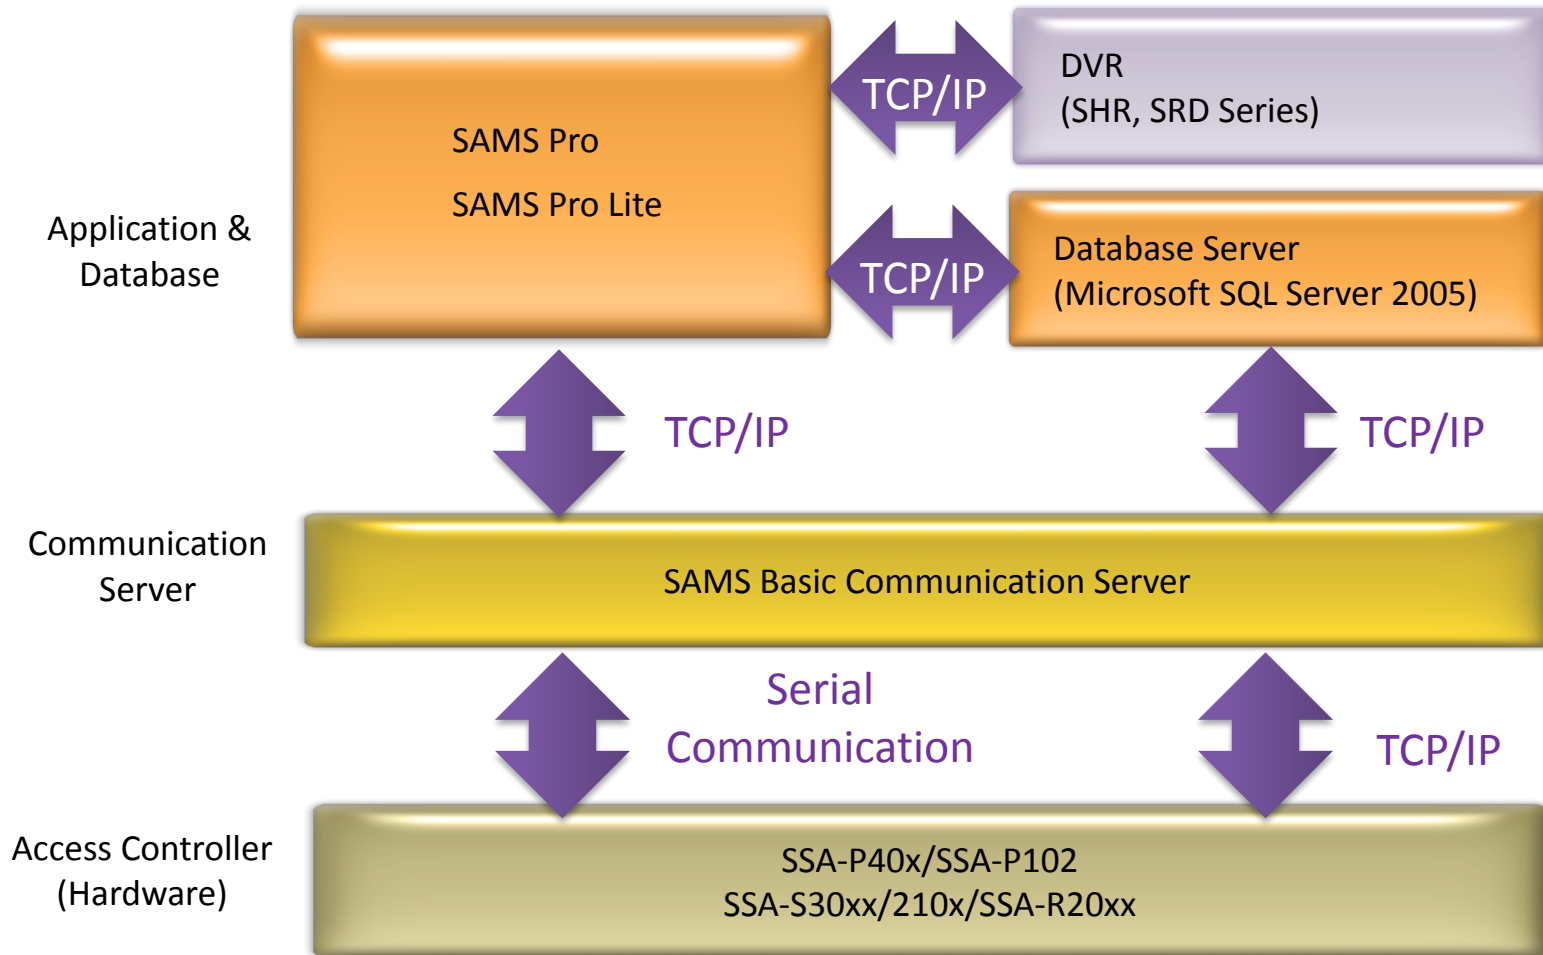 SAMS Pro
SAMS Pro Lite
TCP/IP
DVR
(SHR, SRD Series)
Application &
Database
TCP/IP
Database Server
(Microsoft SQL Server 2005)
TCP/IP
TCP/IP
Communication
Server
SAMS Basic Communication Server
Serial
Communication
TCP/IP
Access Controller
(Hardware)
SSA-P40x/SSA-P102
SSA-S30xx/210x/SSA-R20xx